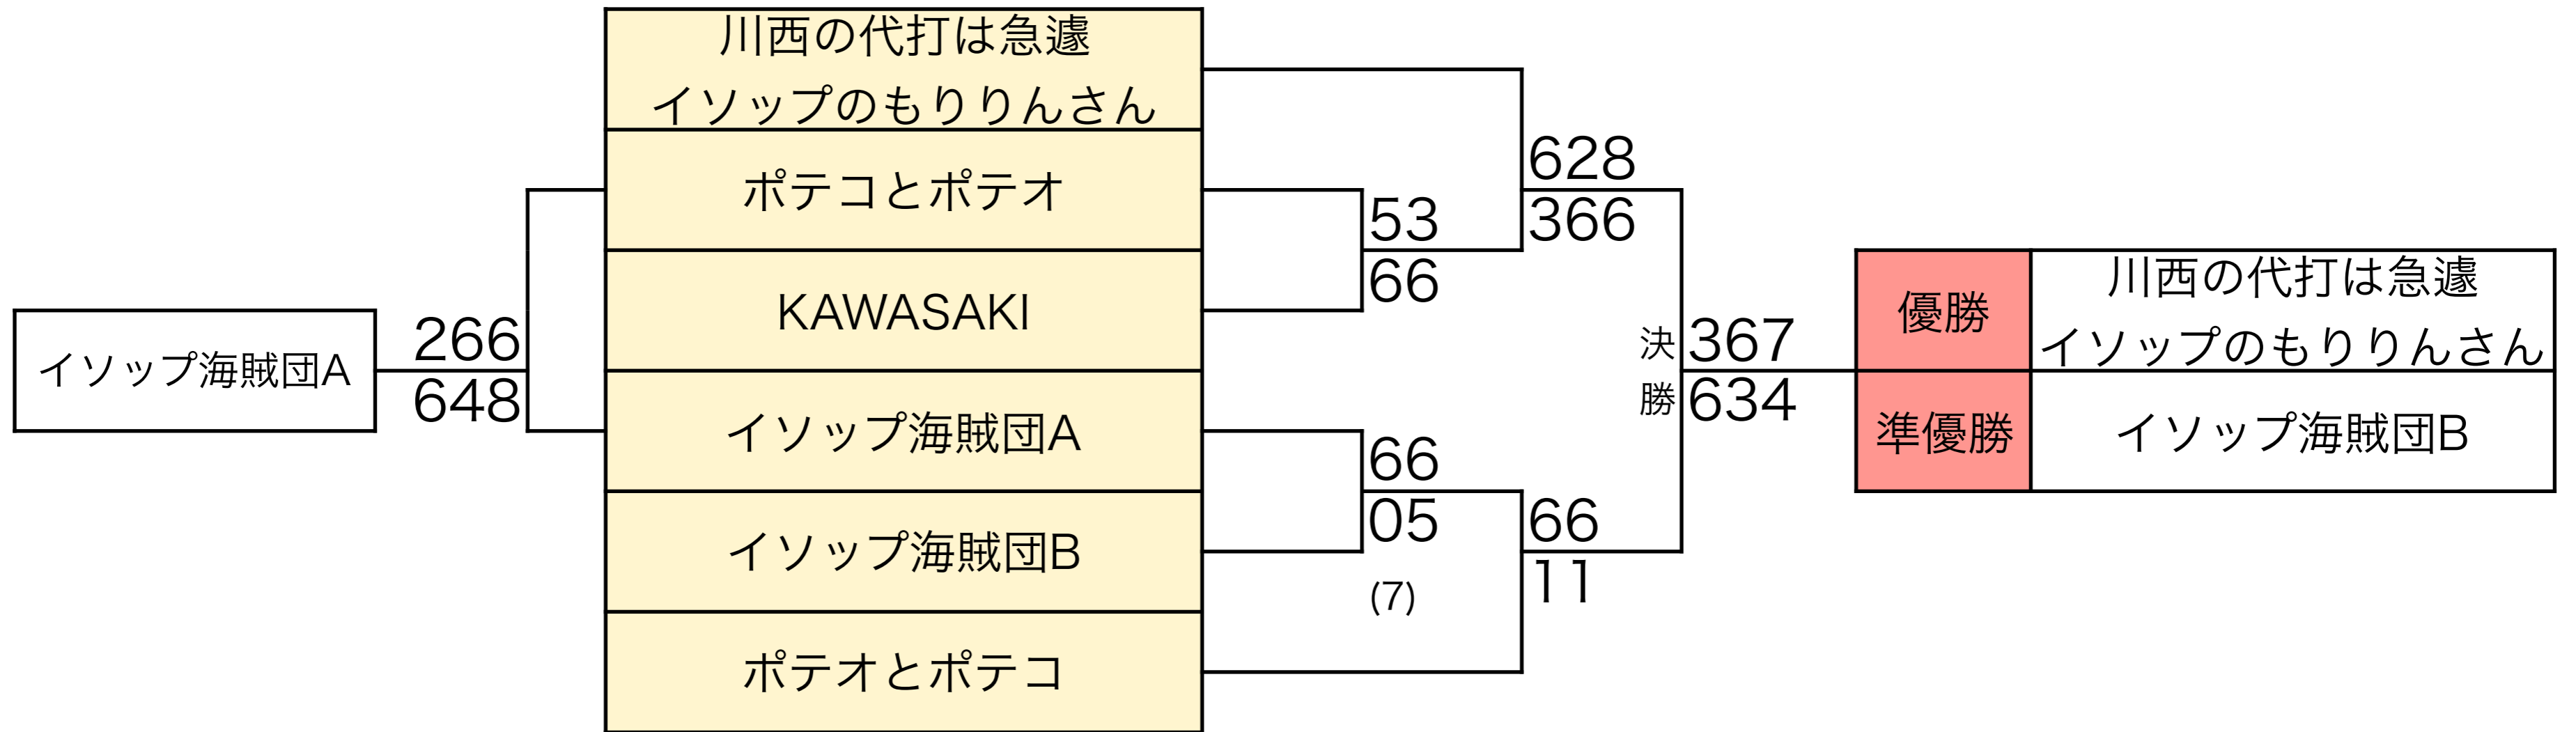 川西の代打は急遽
イソップのもりりんさん
ポテコとポテオ
KAWASAKI
イソップ海賊団A
イソップ海賊団B
ポテオとポテコ
イソップ海賊団A
266
648
53
66
66
05
(7)
628
366
66
11
決
勝
367
634
優勝
川西の代打は急遽
イソップのもりりんさん
準優勝
イソップ海賊団B